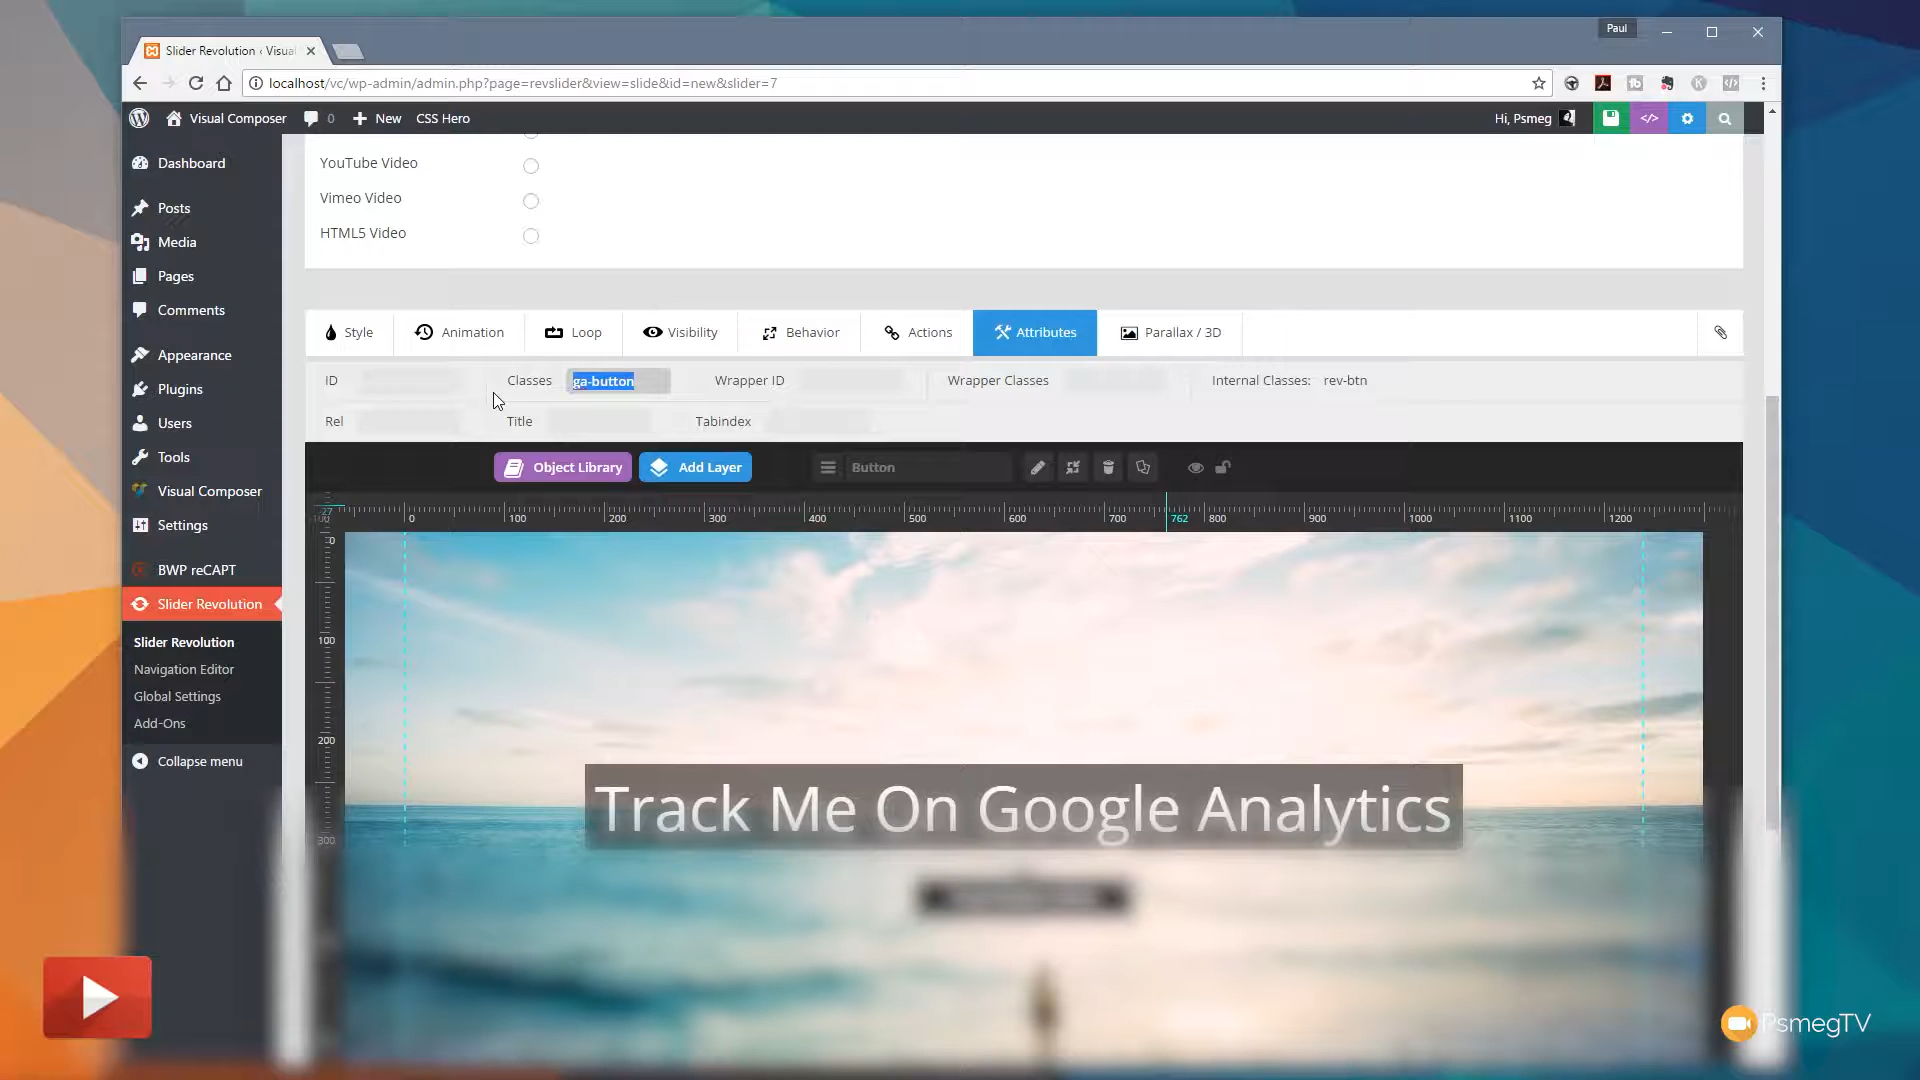 Paul
Slider Revolution ‹ Visual
localhost/vc/wp-admin/admin.php?page=revslider&view=slide&id=new&slider=7
Visual Composer 0 New CSS Hero Hi, Psmeg
Dashboard
Posts
Media
Pages
Comments
Appearance
Plugins
Users
Tools
Visual Composer
Settings
BWP reCAPT
Slider Revolution
Slider Revolution
Navigation Editor
Global Settings
Add-Ons
Collapse menu
YouTube Video
Vimeo Video
HTML5 Video
Style Animation Loop Visibility Behavior Actions Attributes Parallax / 3D
ID Classes ga-button Wrapper ID Wrapper Classes Internal Classes: rev-btn
Rel Title Tabindex
Object Library Add Layer Button
0 100 200 300 400 500 600 700 762 800 900 1000 1100 1200
0
100
200
300
Track Me On Google Analytics
PsmegTV